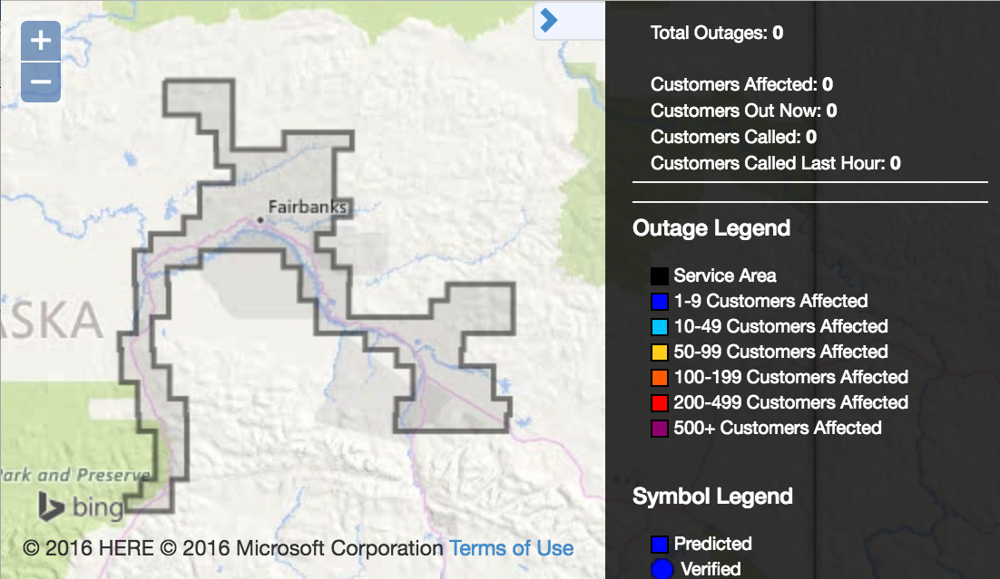 Total Outages: 0
Customers Affected: 0
Customers Out Now: 0
Customers Called: 0
Customers Called Last Hour: 0
Outage Legend
Service Area
1-9 Customers Affected
10-49 Customers Affected
50-99 Customers Affected
100-199 Customers Affected
200-499 Customers Affected
500+ Customers Affected
Symbol Legend
Predicted
Verified
Fairbanks
ASKA
Park and Preserve
bing
© 2016 HERE © 2016 Microsoft Corporation Terms of Use